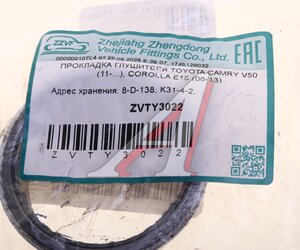 ZZVF
Zhejiang Zhengdong
Vehicle Fittings Co., Ltd.
EAC
ПРОКЛАДКА ГЛУШИТЕЛЯ TOYOTA CAMRY V50
(11-...), COROLLA E15 (06-13)
Адрес хранения: 8-D-138, K31-4-2,
ZVTY3022
ZVTY3022